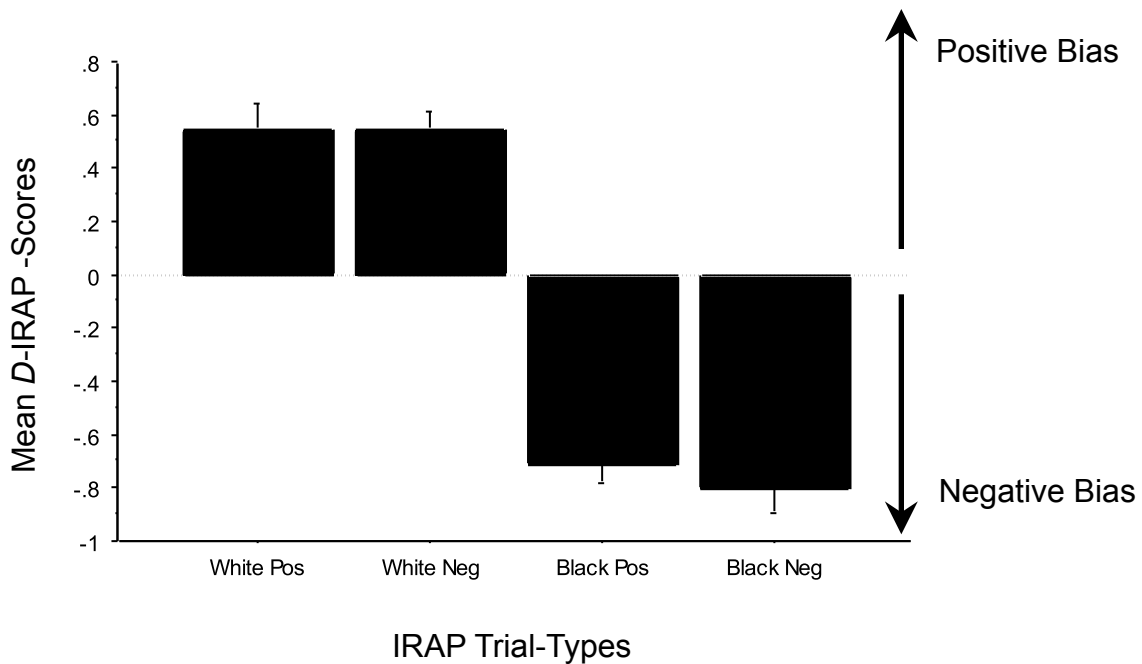 Positive Bias
Mean D-IRAP -Scores
.8
.6
.4
.2
0
-.2
-.4
-.6
-.8
-1
Negative Bias
White Pos White Neg Black Pos Black Neg
IRAP Trial-Types